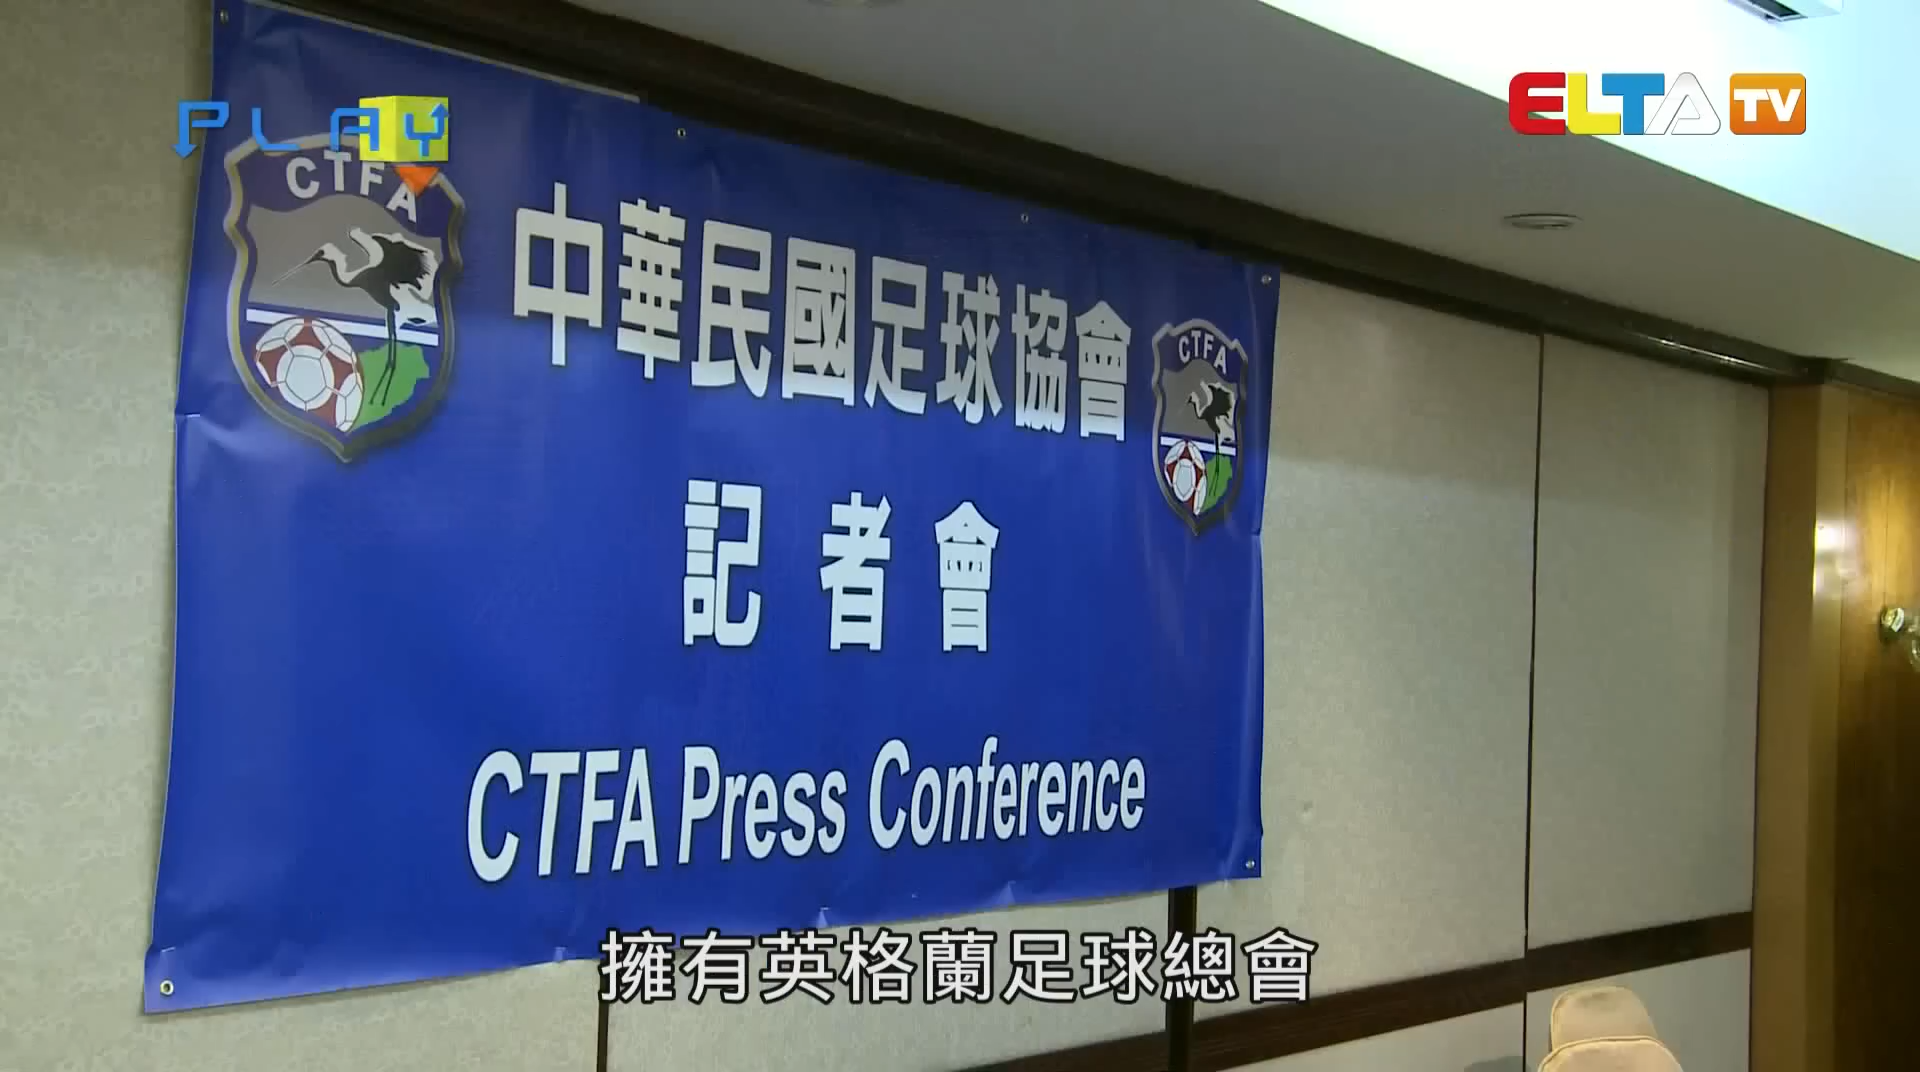 PLAY
ELTA TV
CTFA
中華民國足球協會
CTFA
記者會
CTFA Press Conference
擁有英格蘭足球總會